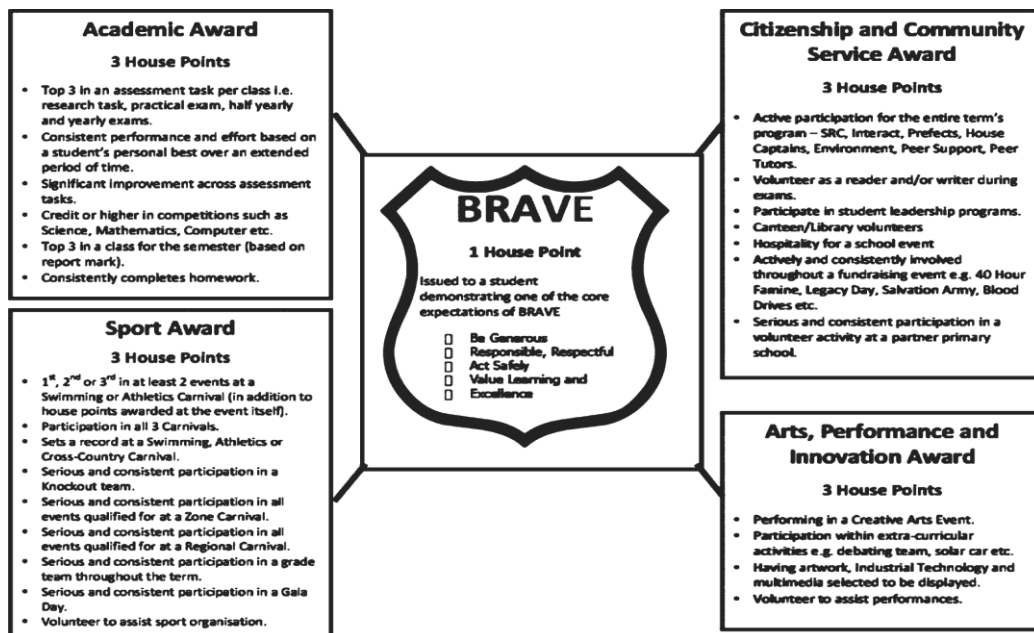 Academic Award
3 House Points
• Top 3 in an assessment task per class i.e.
research task, practical exam, half yearly
and yearly exams.
• Consistent performance and effort based on
a student's personal best over an extended
period of time.
• Significant improvement across assessment
tasks.
• Credit or higher in competitions such as
Science, Mathematics, Computer etc.
• Top 3 in a class for the semester (based on
report mark).
• Consistently completes homework.
Sport Award
3 House Points
• 1st, 2nd or 3rd in at least 2 events at a
Swimming or Athletics Carnival (in addition to
house points awarded at the event itself).
• Participation in all 3 Carnivals.
• Sets a record at a Swimming, Athletics or
Cross-Country Carnival.
• Serious and consistent participation in a
Knockout team.
• Serious and consistent participation in all
events qualified for at a Zone Carnival.
• Serious and consistent participation in all
events qualified for at a Regional Carnival.
• Serious and consistent participation in a grade
team throughout the term.
• Serious and consistent participation in a Gala
Day.
• Volunteer to assist sport organisation.
BRAVE
1 House Point
Issued to a student
demonstrating one of the core
expectations of BRAVE
Be Generous
Responsible, Respectful
Act Safely
Value Learning and
Excellence
Citizenship and Community
Service Award
3 House Points
• Active participation for the entire term's
program – SRC, Interact, Prefects, House
Captains, Environment, Peer Support, Peer
Tutors.
• Volunteer as a reader and/or writer during
exams.
• Participate in student leadership programs.
• Canteen/Library volunteers
• Hospitality for a school event
• Actively and consistently involved
throughout a fundraising event e.g. 40 Hour
Famine, Legacy Day, Salvation Army, Blood
Drives etc.
• Serious and consistent participation in a
volunteer activity at a partner primary
school.
Arts, Performance and
Innovation Award
3 House Points
• Performing in a Creative Arts Event.
• Participation within extra-curricular
activities e.g. debating team, solar car etc.
• Having artwork, Industrial Technology and
multimedia selected to be displayed.
• Volunteer to assist performances.